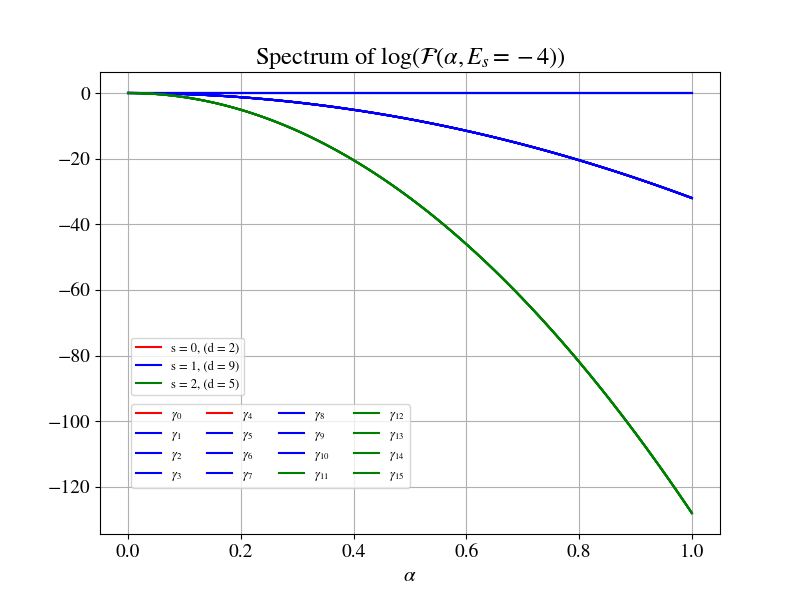 Spectrum of log(ℱ(α, E_s = −4))
0
−20
−40
−60
−80
−100
−120
s = 0, (d = 2)
s = 1, (d = 9)
s = 2, (d = 5)
γ₀ γ₄ γ₈ γ₁₂
γ₁ γ₅ γ₉ γ₁₃
γ₂ γ₆ γ₁₀ γ₁₄
γ₃ γ₇ γ₁₁ γ₁₅
0.0 0.2 0.4 0.6 0.8 1.0
α